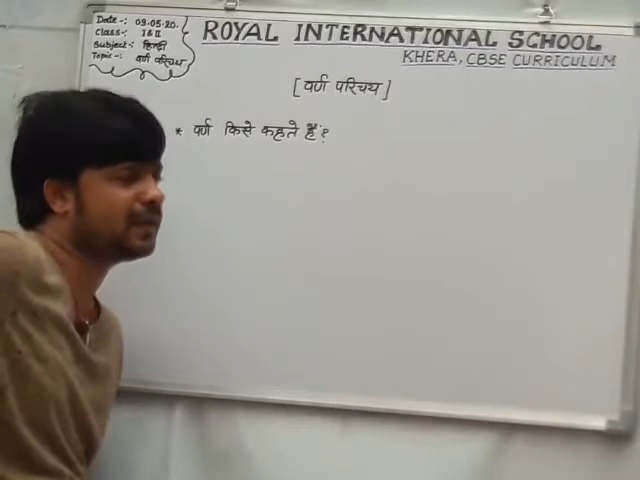 Date-: 09.05.20.
Class-: I & II
Subject-: हिन्दी
Topic-: वर्ण परिचय
ROYAL INTERNATIONAL SCHOOL
KHERA, CBSE CURRICULUM
[वर्ण परिचय]
* वर्ण किसे कहते हैं?